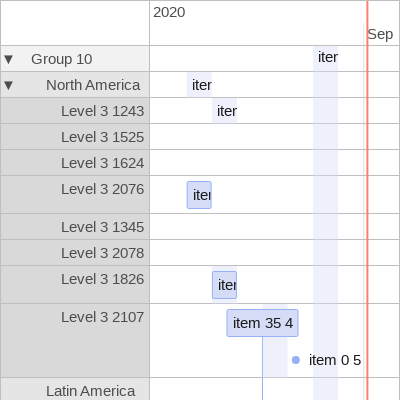 2020
Sep
▼ Group 10 iter
▼ North America iter
Level 3 1243 iter
Level 3 1525
Level 3 1624
Level 3 2076 iter
Level 3 1345
Level 3 2078
Level 3 1826 iter
Level 3 2107 item 35 4
item 0 5
Latin America